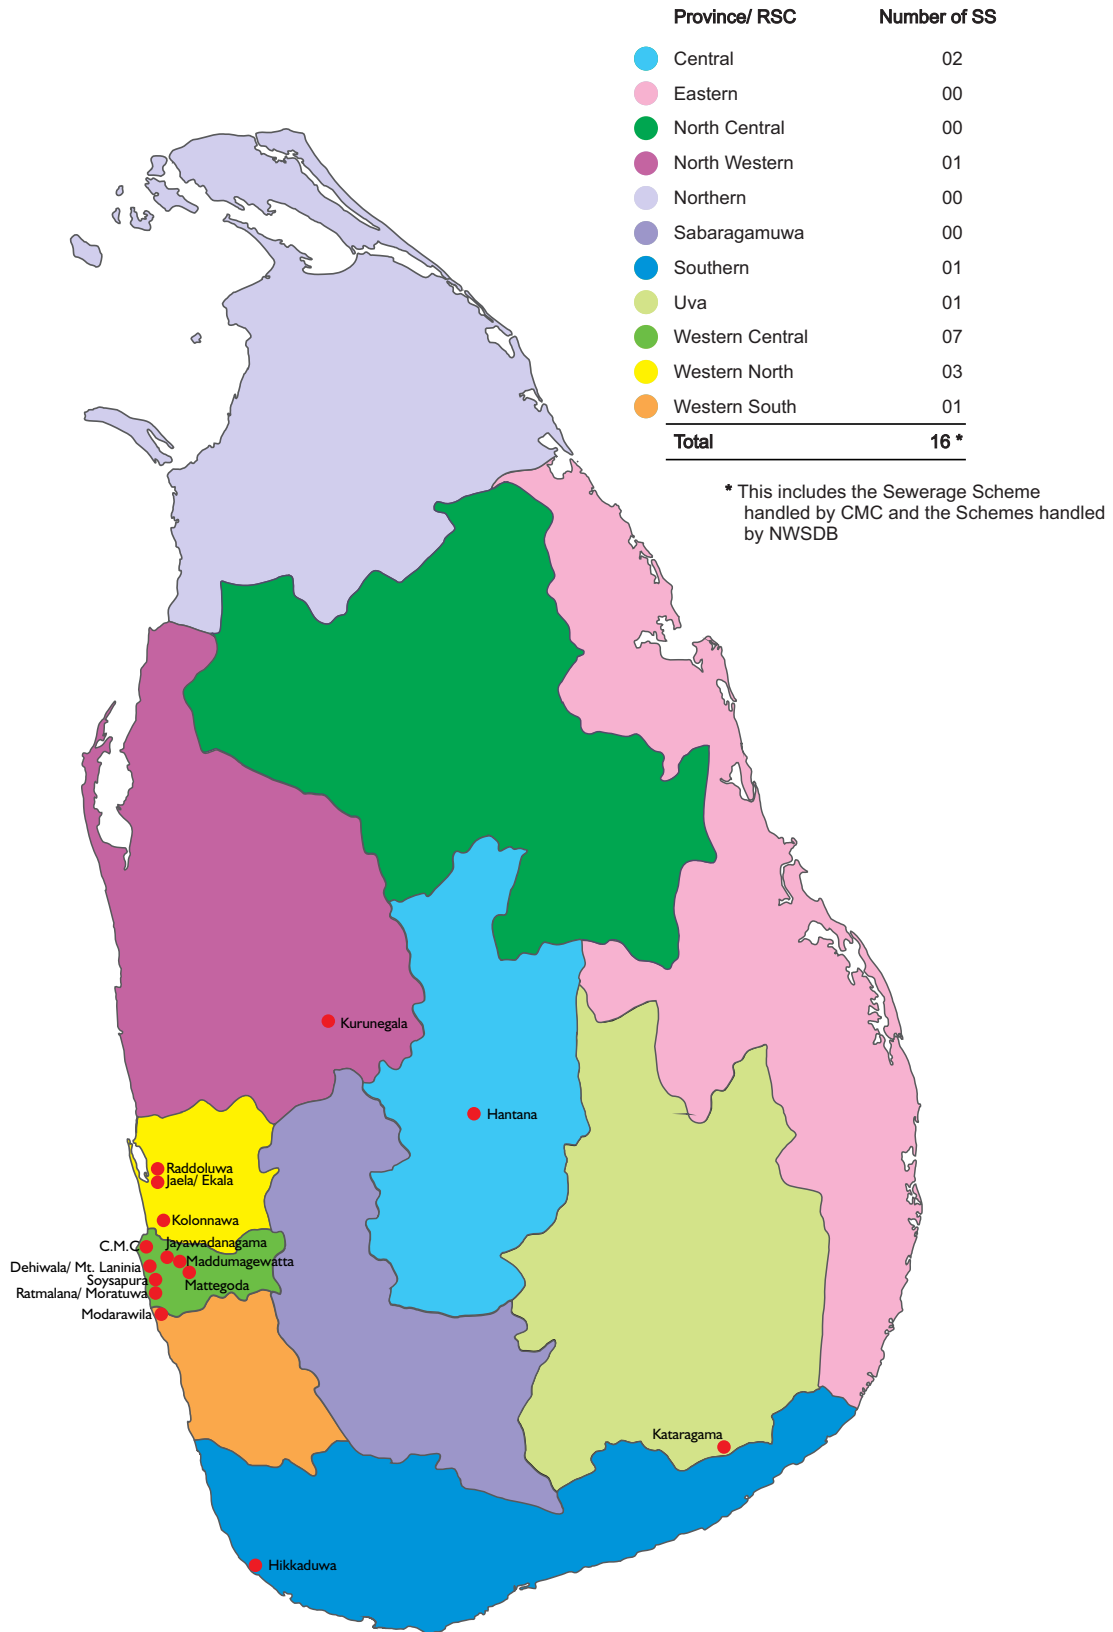 Province/ RSC Number of SS
Central 02
Eastern 00
North Central 00
North Western 01
Northern 00
Sabaragamuwa 00
Southern 01
Uva 01
Western Central 07
Western North 03
Western South 01
Total 16 *
* This includes the Sewerage Scheme
handled by CMC and the Schemes handled
by NWSDB
Kurunegala
Hantana
Raddoluwa
Jaela/ Ekala
Kolonnawa
Jayawadanagama
C.M.C
Maddumagewatta
Dehiwala/ Mt. Laninia
Soysapura
Mattegoda
Ratmalana/ Moratuwa
Modarawila
Kataragama
Hikkaduwa